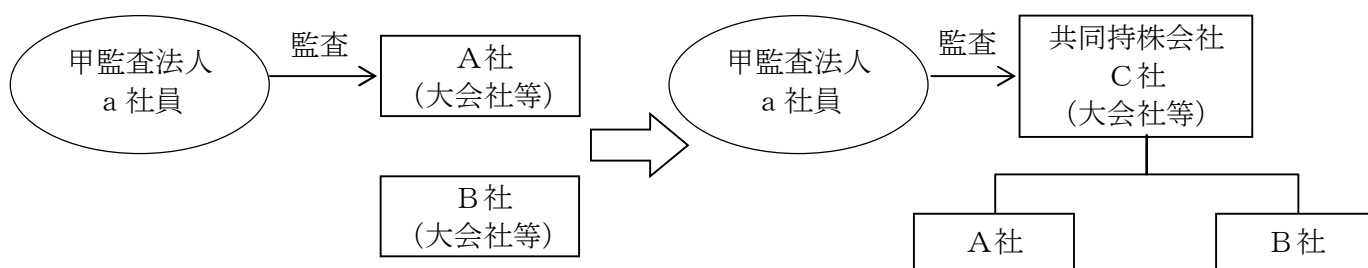 甲監査法人
a 社員
監査
A社
（大会社等）
B社
（大会社等）
甲監査法人
a 社員
監査
共同持株会社
C社
（大会社等）
A社
B社